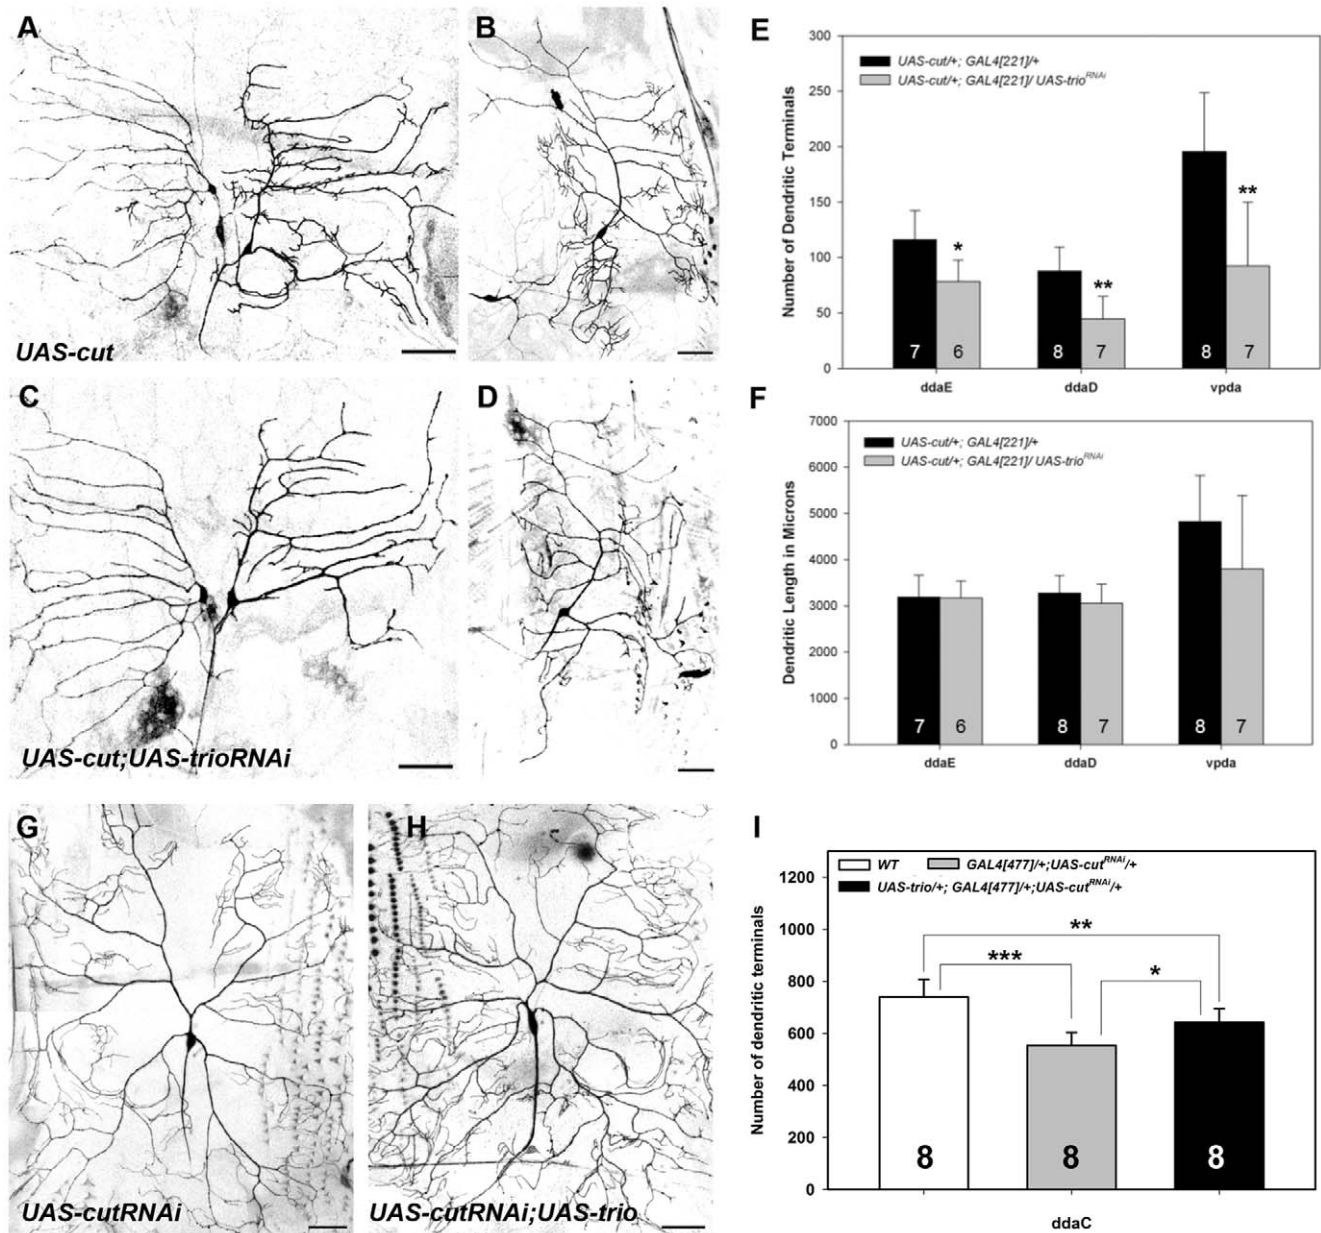 A
B
UAS-cut
C
D
UAS-cut;UAS-trioRNAi
E
300
250
200
150
100
50
0
Number of Dendritic Terminals
UAS-cut/+; GAL4[221]/+
UAS-cut/+; GAL4[221]/ UAS-trio^RNAi
*
**
**
7
6
8
7
8
7
ddaE
ddaD
vpda
F
7000
6000
5000
4000
3000
2000
1000
0
Dendritic Length in Microns
UAS-cut/+; GAL4[221]/+
UAS-cut/+; GAL4[221]/ UAS-trio^RNAi
7
6
8
7
8
7
ddaE
ddaD
vpda
G
UAS-cutRNAi
H
UAS-cutRNAi;UAS-trio
I
1200
1000
800
600
400
200
0
Number of dendritic terminals
WT
GAL4[477]/+;UAS-cut^RNAi/+
UAS-trio/+; GAL4[477]/+;UAS-cut^RNAi/+
**
***
*
8
8
8
ddaC